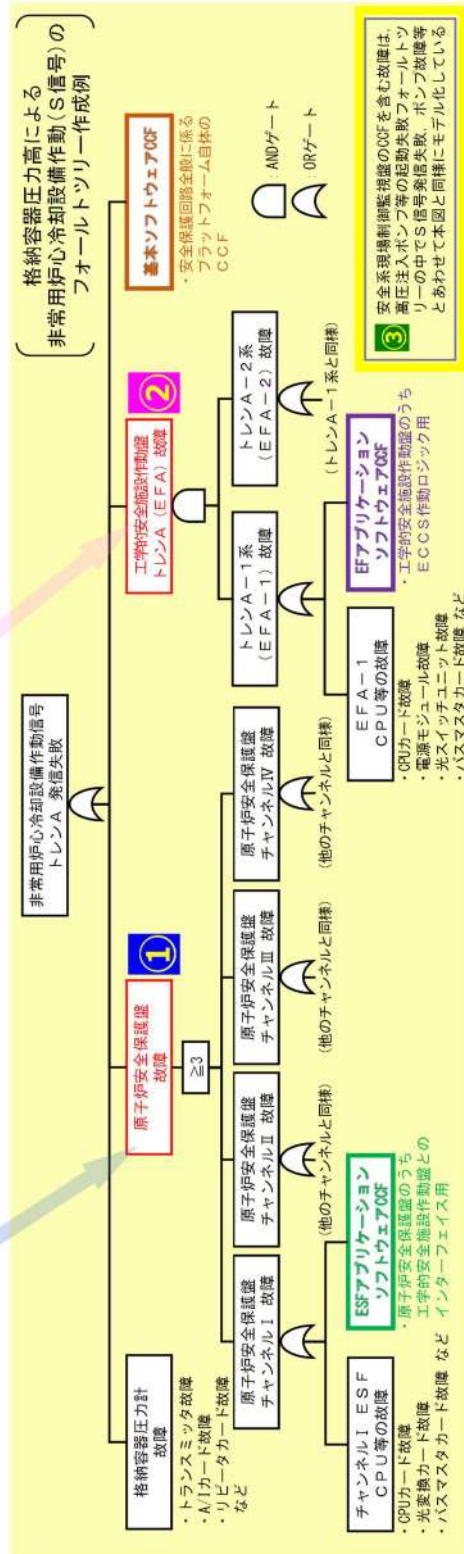 格納容器圧力高による
非常用炉心冷却設備作動(S信号)の
フォールトツリー作成例
非常用炉心冷却設備作動信号
トレンA 発信失敗
格納容器圧力計
故障
・トランスミッタ故障
・A/Iカード故障
・リピータカード故障
など
原子炉安全保護盤
故障
①
≧3
工学的安全施設作動盤
トレンA(EFA)故障
②
基本ソフトウェアCCF
・安全保護回路全般に係る
プラットフォーム自体の
CCF
原子炉安全保護盤
チャンネルⅠ 故障
原子炉安全保護盤
チャンネルⅡ 故障
(他のチャンネルと同様)
原子炉安全保護盤
チャンネルⅢ 故障
(他のチャンネルと同様)
原子炉安全保護盤
チャンネルⅣ 故障
(他のチャンネルと同様)
トレンA-1系
(EFA-1)故障
トレンA-2系
(EFA-2)故障
(トレンA-1系と同様)
:ANDゲート
:ORゲート
チャンネルⅠ ESF
CPU等の故障
・CPUカード故障
・光変換カード故障
・バスマスタカード故障 など
ESFアプリケーション
ソフトウェアCCF
・原子炉安全保護盤のうち
工学的安全施設作動盤との
インターフェイス用
EFA-1
CPU等の故障
・CPUカード故障
・電源モジュール故障
・光スイッチユニット故障
・バスマスタカード故障 など
EFアプリケーション
ソフトウェアCCF
・工学的安全施設作動盤のうち
ECCS作動ロジック用
③
安全系現場制御監視盤のCCFを含む故障は、
高圧注入ポンプ等の起動失敗フォールトツ
リーの中でS信号発信失敗、ポンプ故障等
とあわせて本図と同様にモデル化している